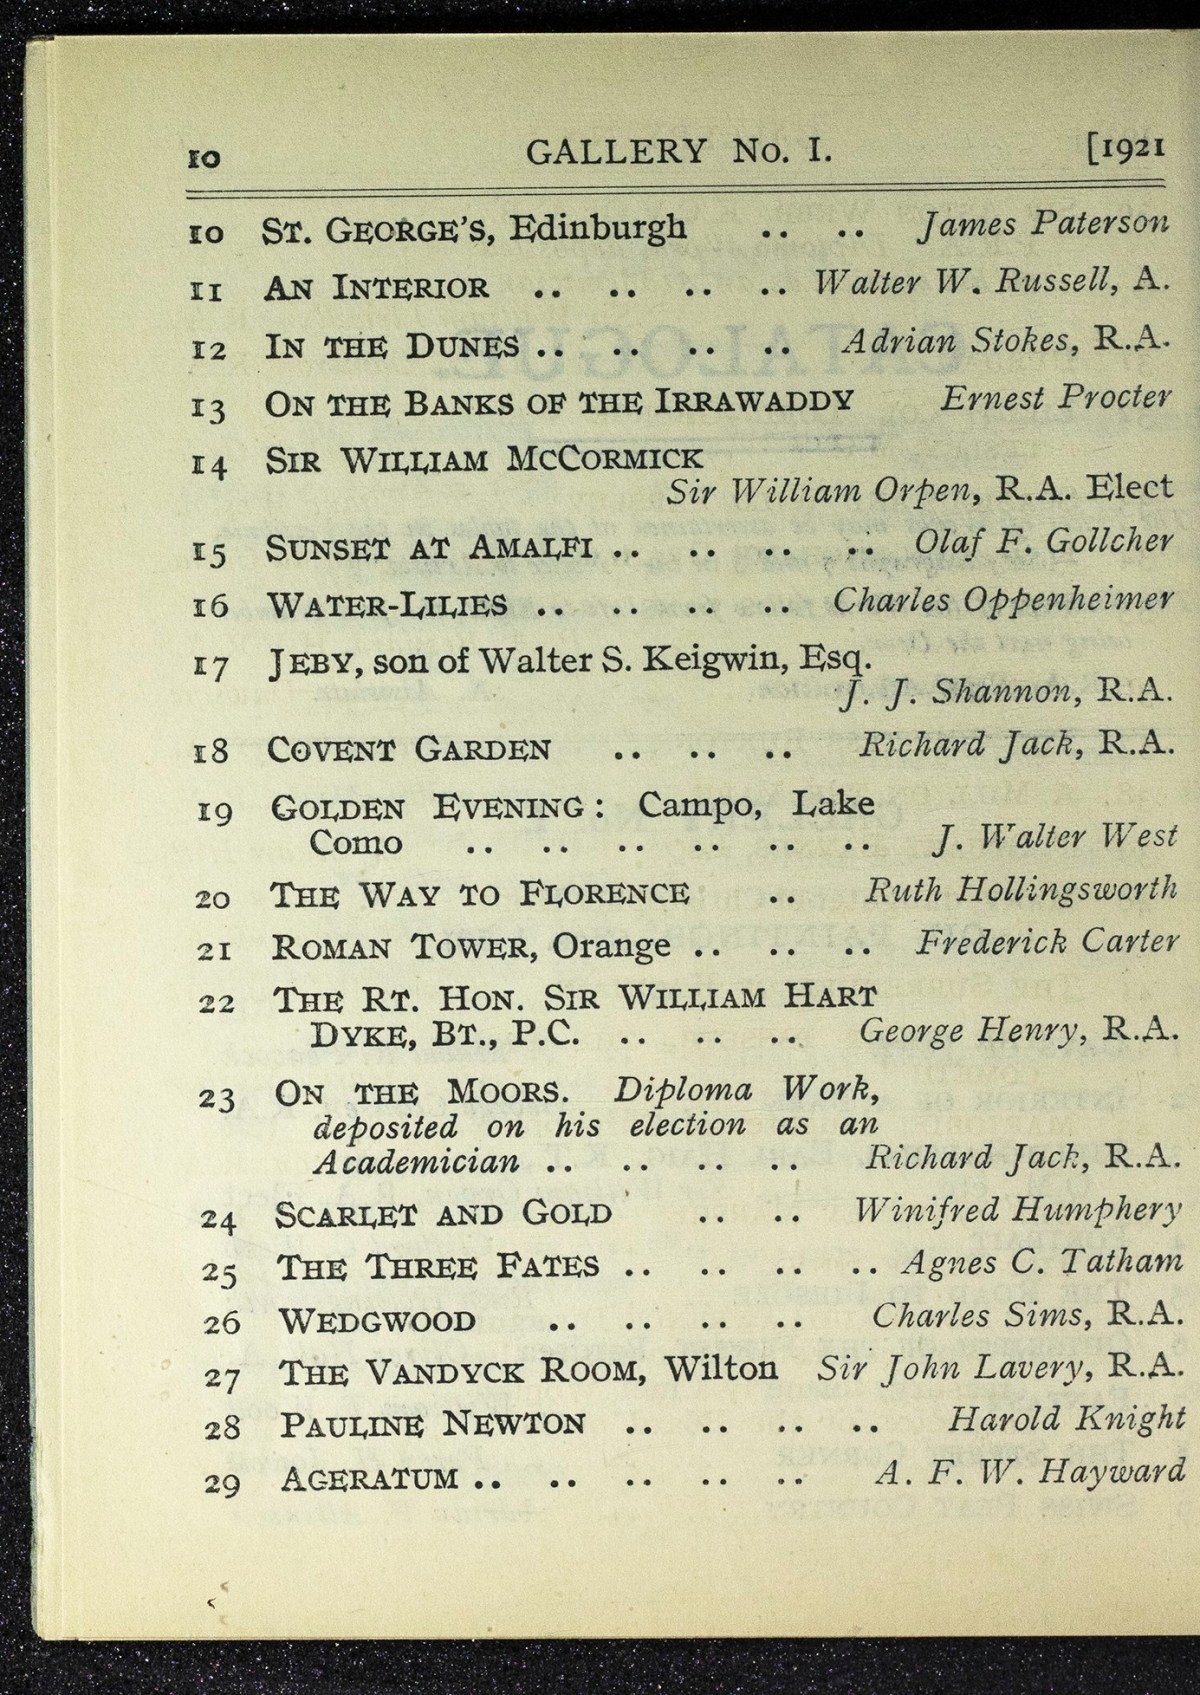 10 GALLERY No. I. [1921
10 ST. GEORGE'S, Edinburgh .. .. James Paterson
11 AN INTERIOR .. .. .. .. Walter W. Russell, A.
12 IN THE DUNES .. .. .. .. Adrian Stokes, R.A.
13 ON THE BANKS OF THE IRRAWADDY Ernest Procter
14 SIR WILLIAM MCCORMICK
Sir William Orpen, R.A. Elect
15 SUNSET AT AMALFI .. .. .. .. Olaf F. Gollcher
16 WATER-LILIES .. .. .. .. Charles Oppenheimer
17 JEBY, son of Walter S. Keigwin, Esq.
J. J. Shannon, R.A.
18 COVENT GARDEN .. .. .. Richard Jack, R.A.
19 GOLDEN EVENING : Campo, Lake
Como .. .. .. .. .. .. J. Walter West
20 THE WAY TO FLORENCE .. Ruth Hollingsworth
21 ROMAN TOWER, Orange .. .. .. Frederick Carter
22 THE RT. HON. SIR WILLIAM HART
DYKE, BT., P.C. .. .. .. George Henry, R.A.
23 ON THE MOORS. Diploma Work,
deposited on his election as an
Academician .. .. .. .. Richard Jack, R.A.
24 SCARLET AND GOLD .. .. Winifred Humphery
25 THE THREE FATES .. .. .. .. Agnes C. Tatham
26 WEDGWOOD .. .. .. .. Charles Sims, R.A.
27 THE VANDYCK ROOM, Wilton Sir John Lavery, R.A.
28 PAULINE NEWTON .. .. .. .. Harold Knight
29 AGERATUM .. .. .. .. .. A. F. W. Hayward